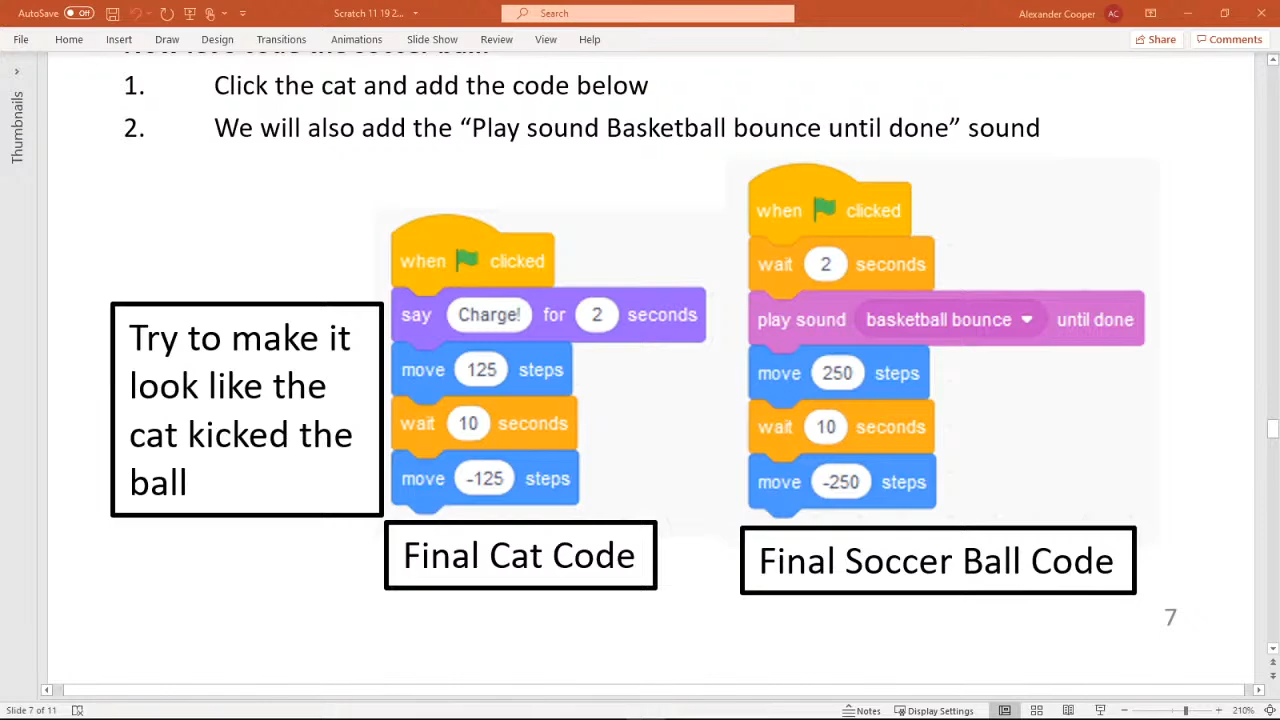 AutoSave Off
Scratch 11 19 2...
Search
Alexander Cooper AC
File Home Insert Draw Design Transitions Animations Slide Show Review View Help
Share Comments
Thumbnails
1. Click the cat and add the code below
2. We will also add the “Play sound Basketball bounce until done” sound
Try to make it
look like the
cat kicked the
ball
when clicked
say Charge! for 2 seconds
move 125 steps
wait 10 seconds
move -125 steps
Final Cat Code
when clicked
wait 2 seconds
play sound basketball bounce until done
move 250 steps
wait 10 seconds
move -250 steps
Final Soccer Ball Code
7
Slide 7 of 11
Notes
Display Settings
210%